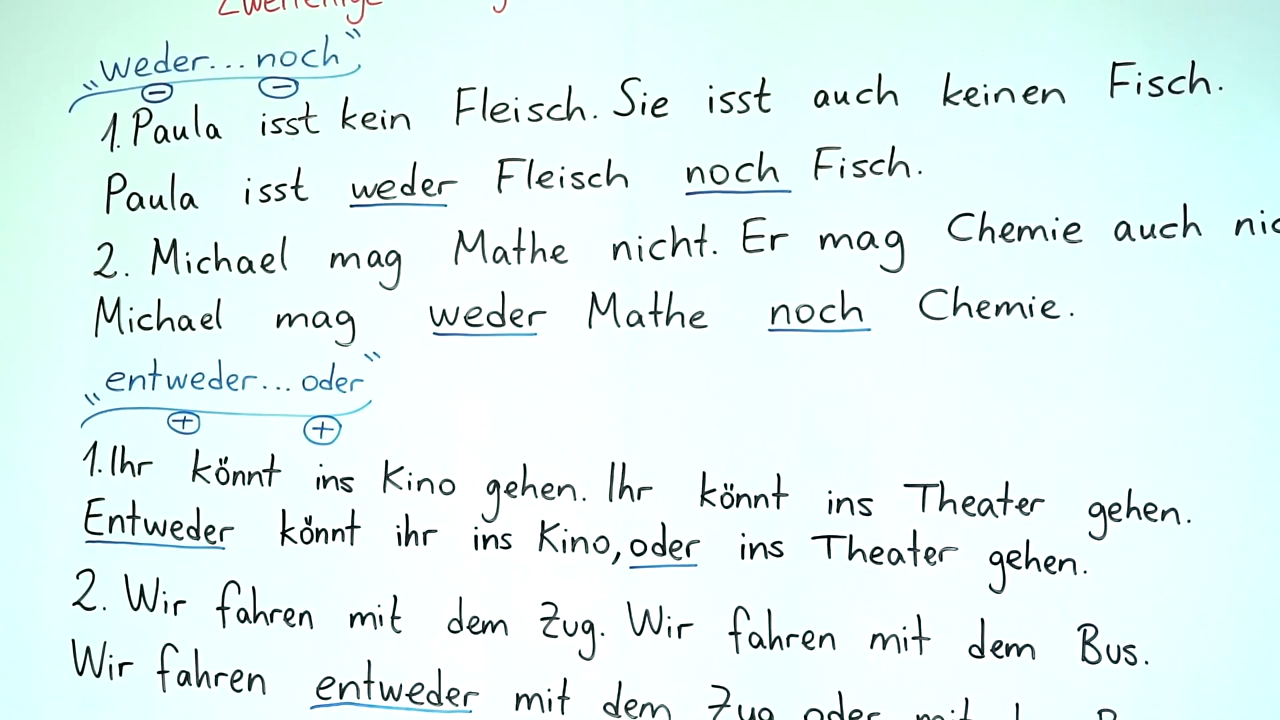 „weder... noch“
1. Paula isst kein Fleisch. Sie isst auch keinen Fisch.
Paula isst weder Fleisch noch Fisch.
2. Michael mag Mathe nicht. Er mag Chemie auch
Michael mag weder Mathe noch Chemie.
„entweder... oder“
1. Ihr könnt ins Kino gehen. Ihr könnt ins Theater gehen.
Entweder könnt ihr ins Kino, oder ins Theater gehen.
2. Wir fahren mit dem Zug. Wir fahren mit dem Bus.
Wir fahren entweder mit dem Zug oder mit